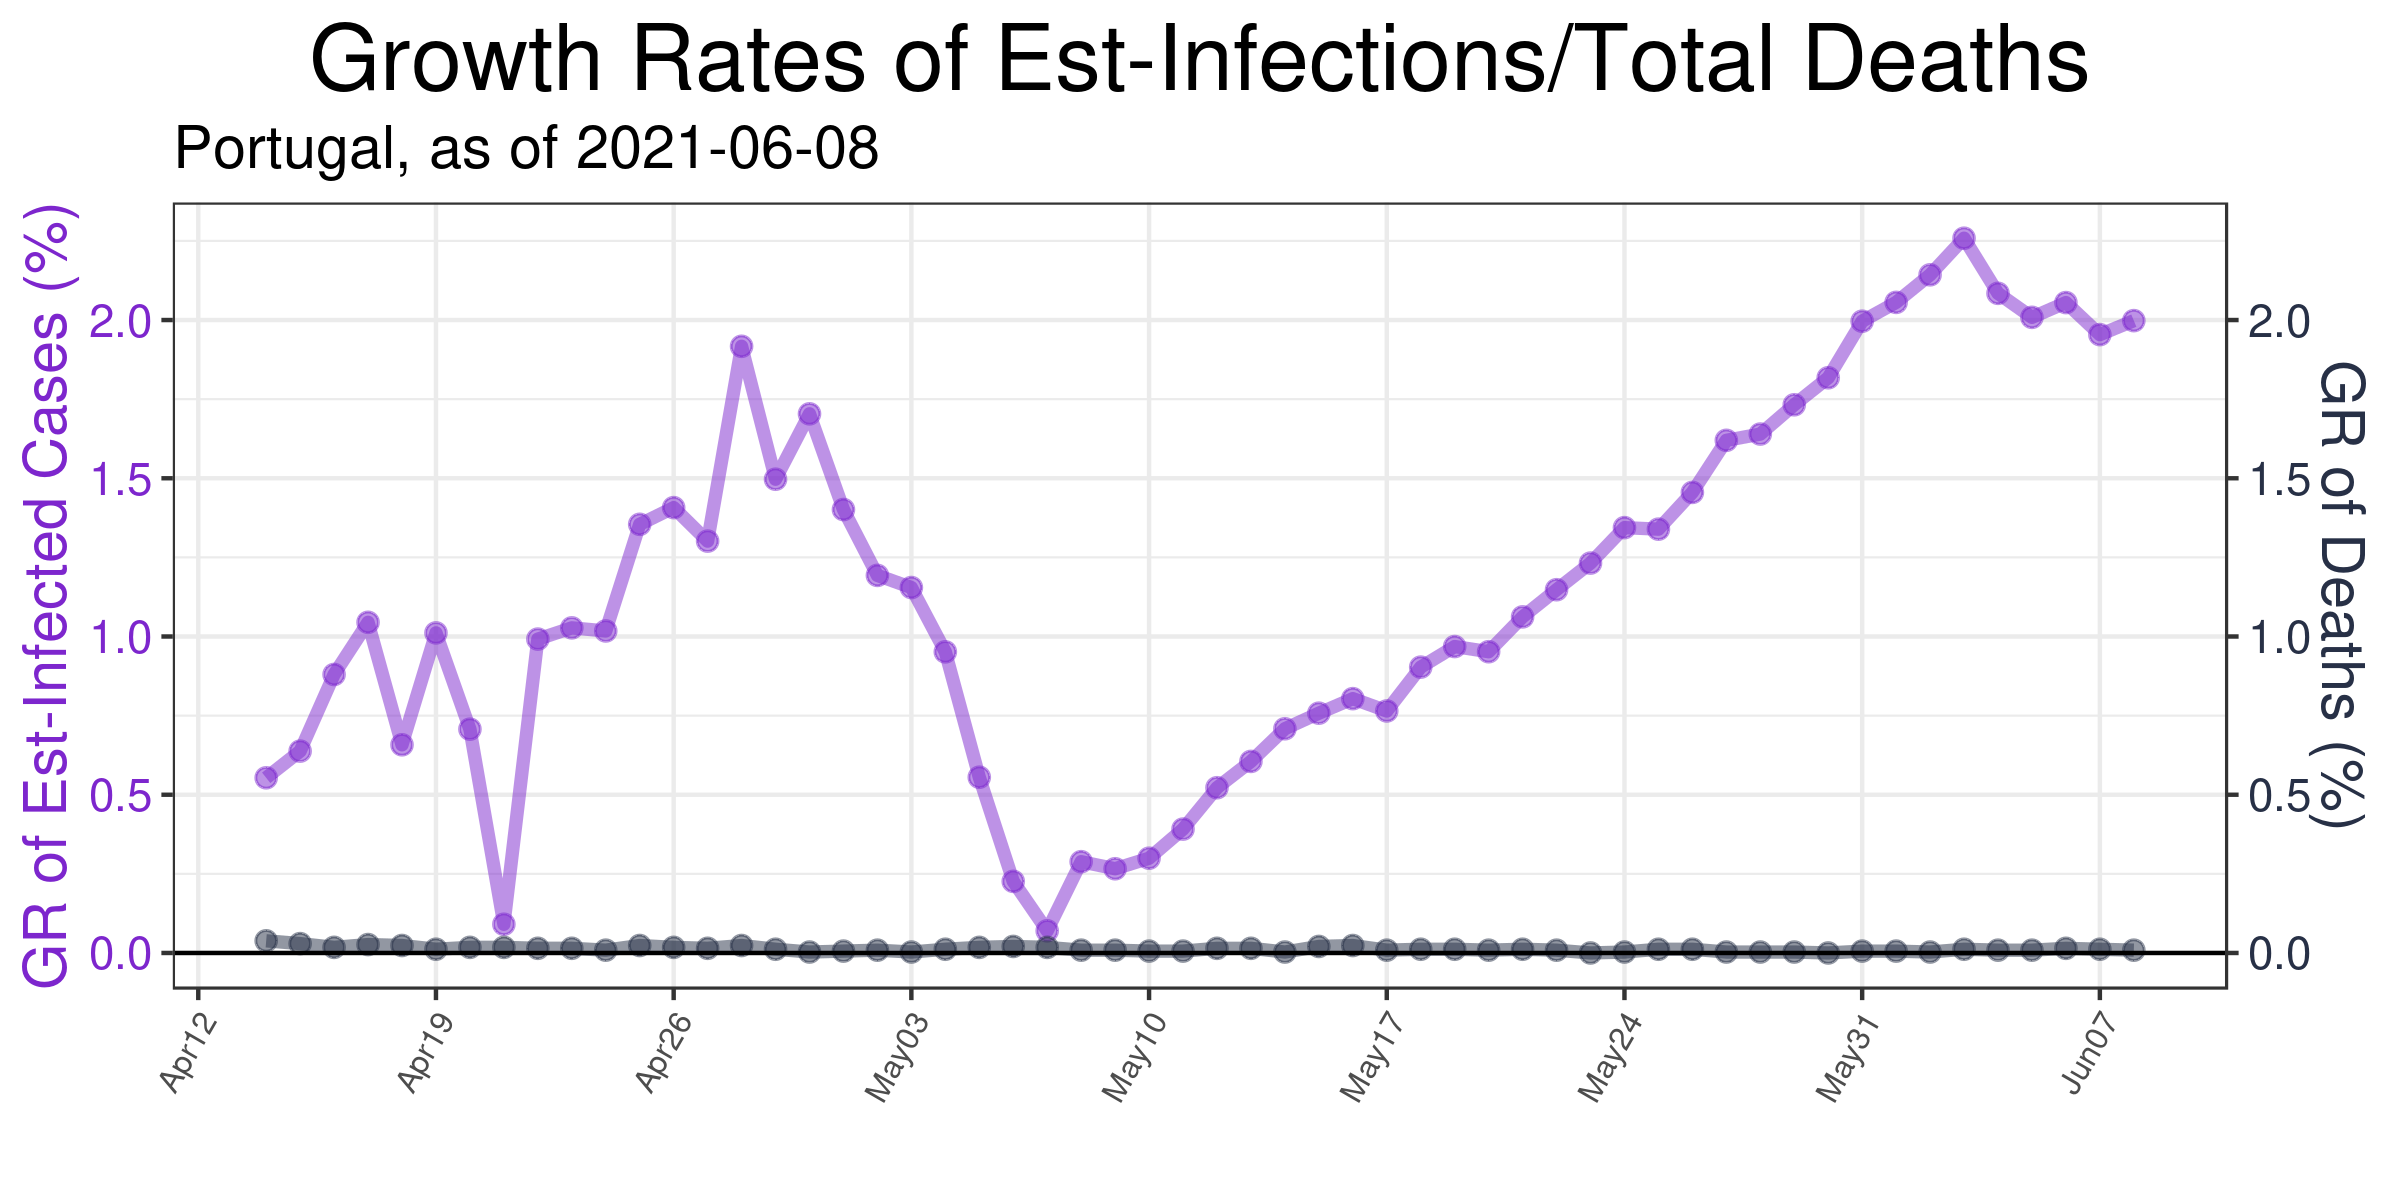 Growth Rates of Est-Infections/Total Deaths
Portugal, as of 2021-06-08
GR of Est-Infected Cases (%)
2.0
1.5
1.0
0.5
0.0
2.0
1.5
1.0
0.5
0.0
GR of Deaths (%)
Apr12
Apr19
Apr26
May03
May10
May17
May24
May31
Jun07